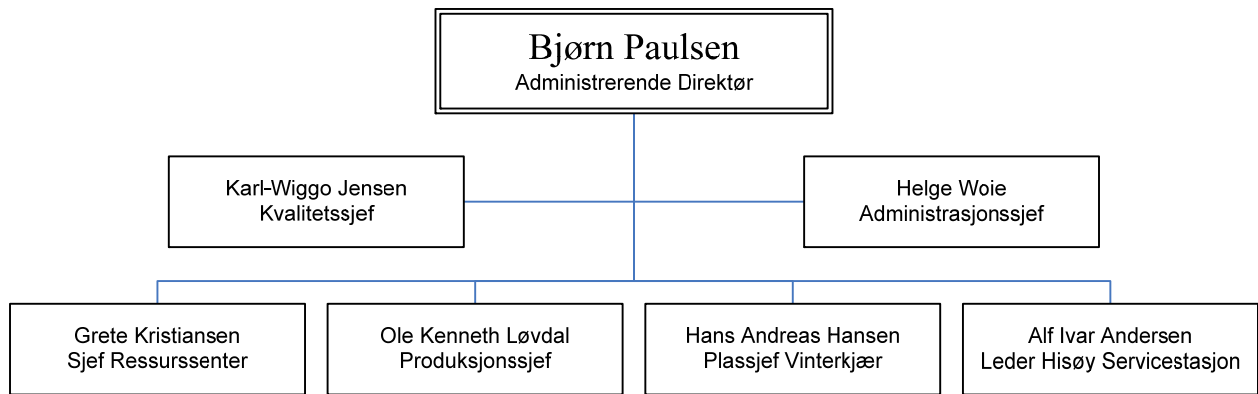 Bjørn Paulsen
Administrerende Direktør
Karl-Wiggo Jensen
Kvalitetssjef
Helge Woie
Administrasjonssjef
Grete Kristiansen
Sjef Ressurssenter
Ole Kenneth Løvdal
Produksjonssjef
Hans Andreas Hansen
Plassjef Vinterkjær
Alf Ivar Andersen
Leder Hisøy Servicestasjon